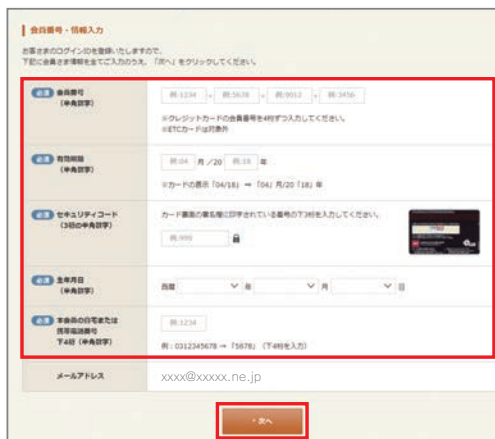 会員番号・情報入力
お客さまのログインIDを登録いたしますので、
下記に会員さま情報を全てご入力のうえ、「次へ」をクリックしてください。
必須 会員番号
(半角数字)
例:1234 - 例:5678 - 例:9012 - 例:3456
※クレジットカードの会員番号を4桁ずつ入力してください。
※ETCカードは対象外
必須 有効期限
(半角数字)
例:04 月 /20 例:18 年
※カードの表示「04/18」 → 「04」月/20「18」年
必須 セキュリティコード
(3桁の半角数字)
カード裏面の署名欄に印字されている番号の下3桁を入力してください。
例:999
必須 生年月日
(半角数字)
西暦 年 月 日
必須 本会員の自宅または
携帯電話番号
下4桁 (半角数字)
例:1234
例:0312345678 → 「5678」 (下4桁を入力)
メールアドレス
xxxx@xxxxx.ne.jp
・次へ